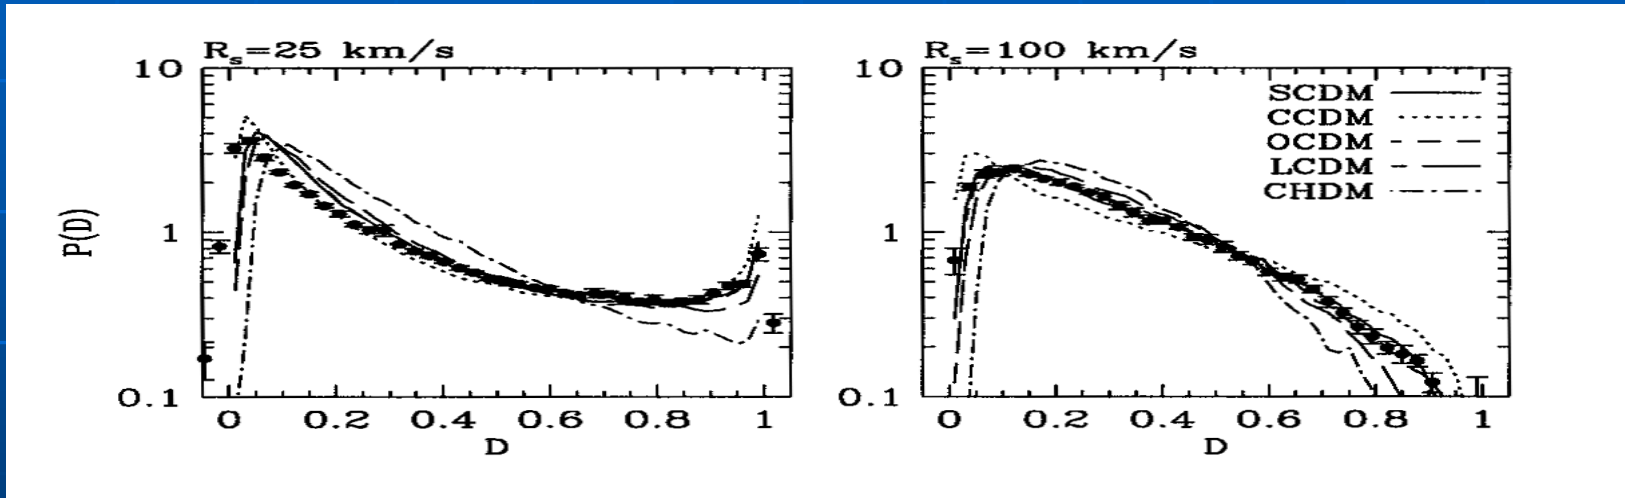 R_s=25 km/s
10
1
0.1
P(D)
0 0.2 0.4 0.6 0.8 1
D
R_s=100 km/s
10
1
0.1
SCDM
CCDM
OCDM
LCDM
CHDM
0 0.2 0.4 0.6 0.8 1
D